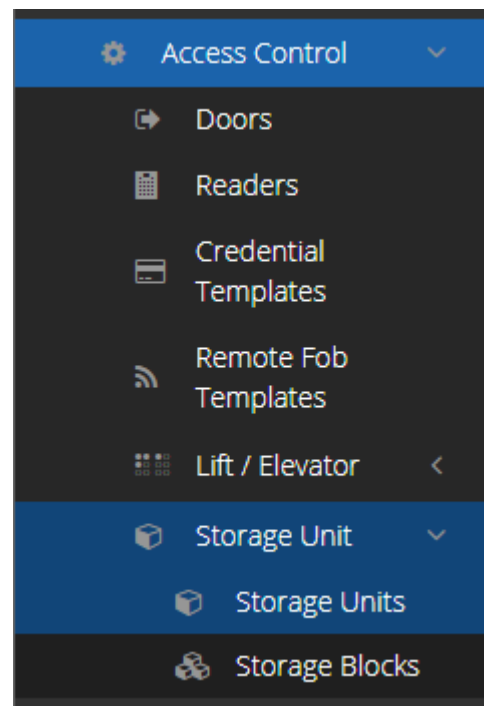 Access Control
Doors
Readers
Credential
Templates
Remote Fob
Templates
Lift / Elevator
Storage Unit
Storage Units
Storage Blocks